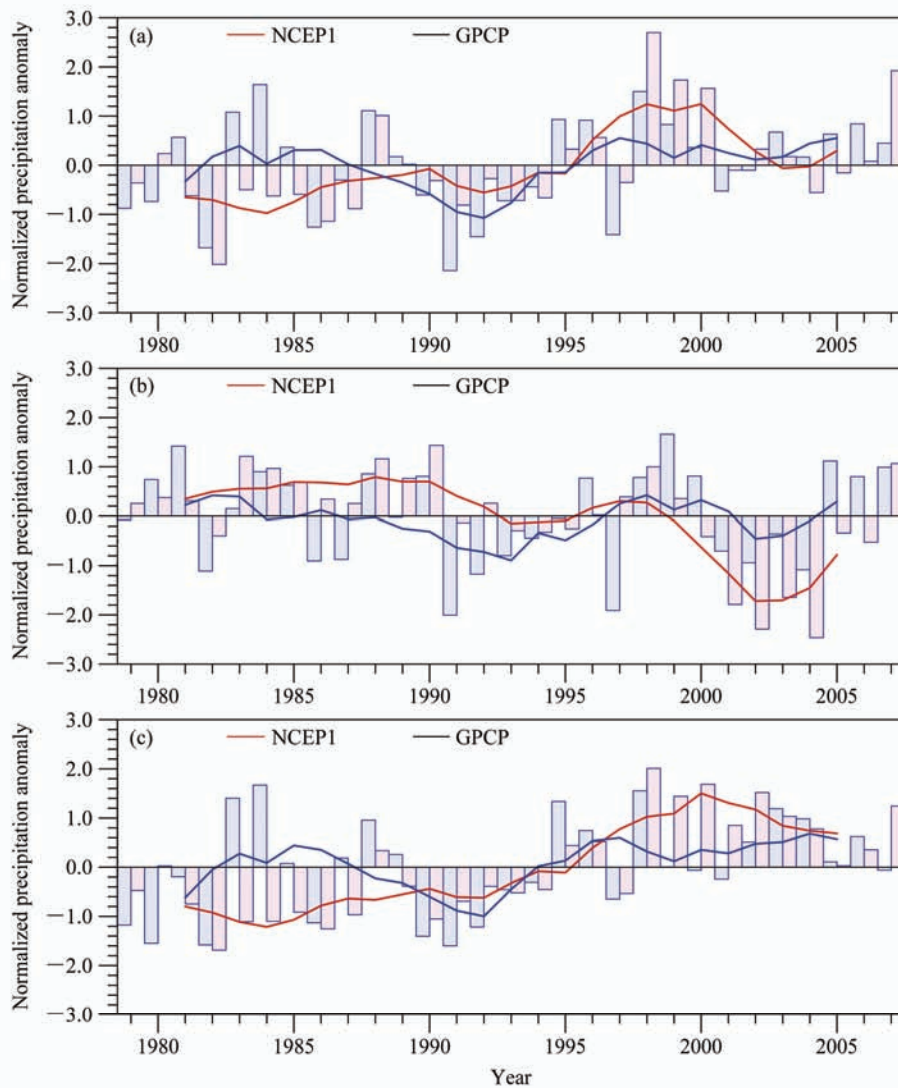 Normalized precipitation anomaly
3.0
2.0
1.0
0.0
−1.0
−2.0
−3.0
(a) NCEP1 GPCP
1980 1985 1990 1995 2000 2005
Normalized precipitation anomaly
3.0
2.0
1.0
0.0
−1.0
−2.0
−3.0
(b) NCEP1 GPCP
1980 1985 1990 1995 2000 2005
Normalized precipitation anomaly
3.0
2.0
1.0
0.0
−1.0
−2.0
−3.0
(c) NCEP1 GPCP
1980 1985 1990 1995 2000 2005
Year